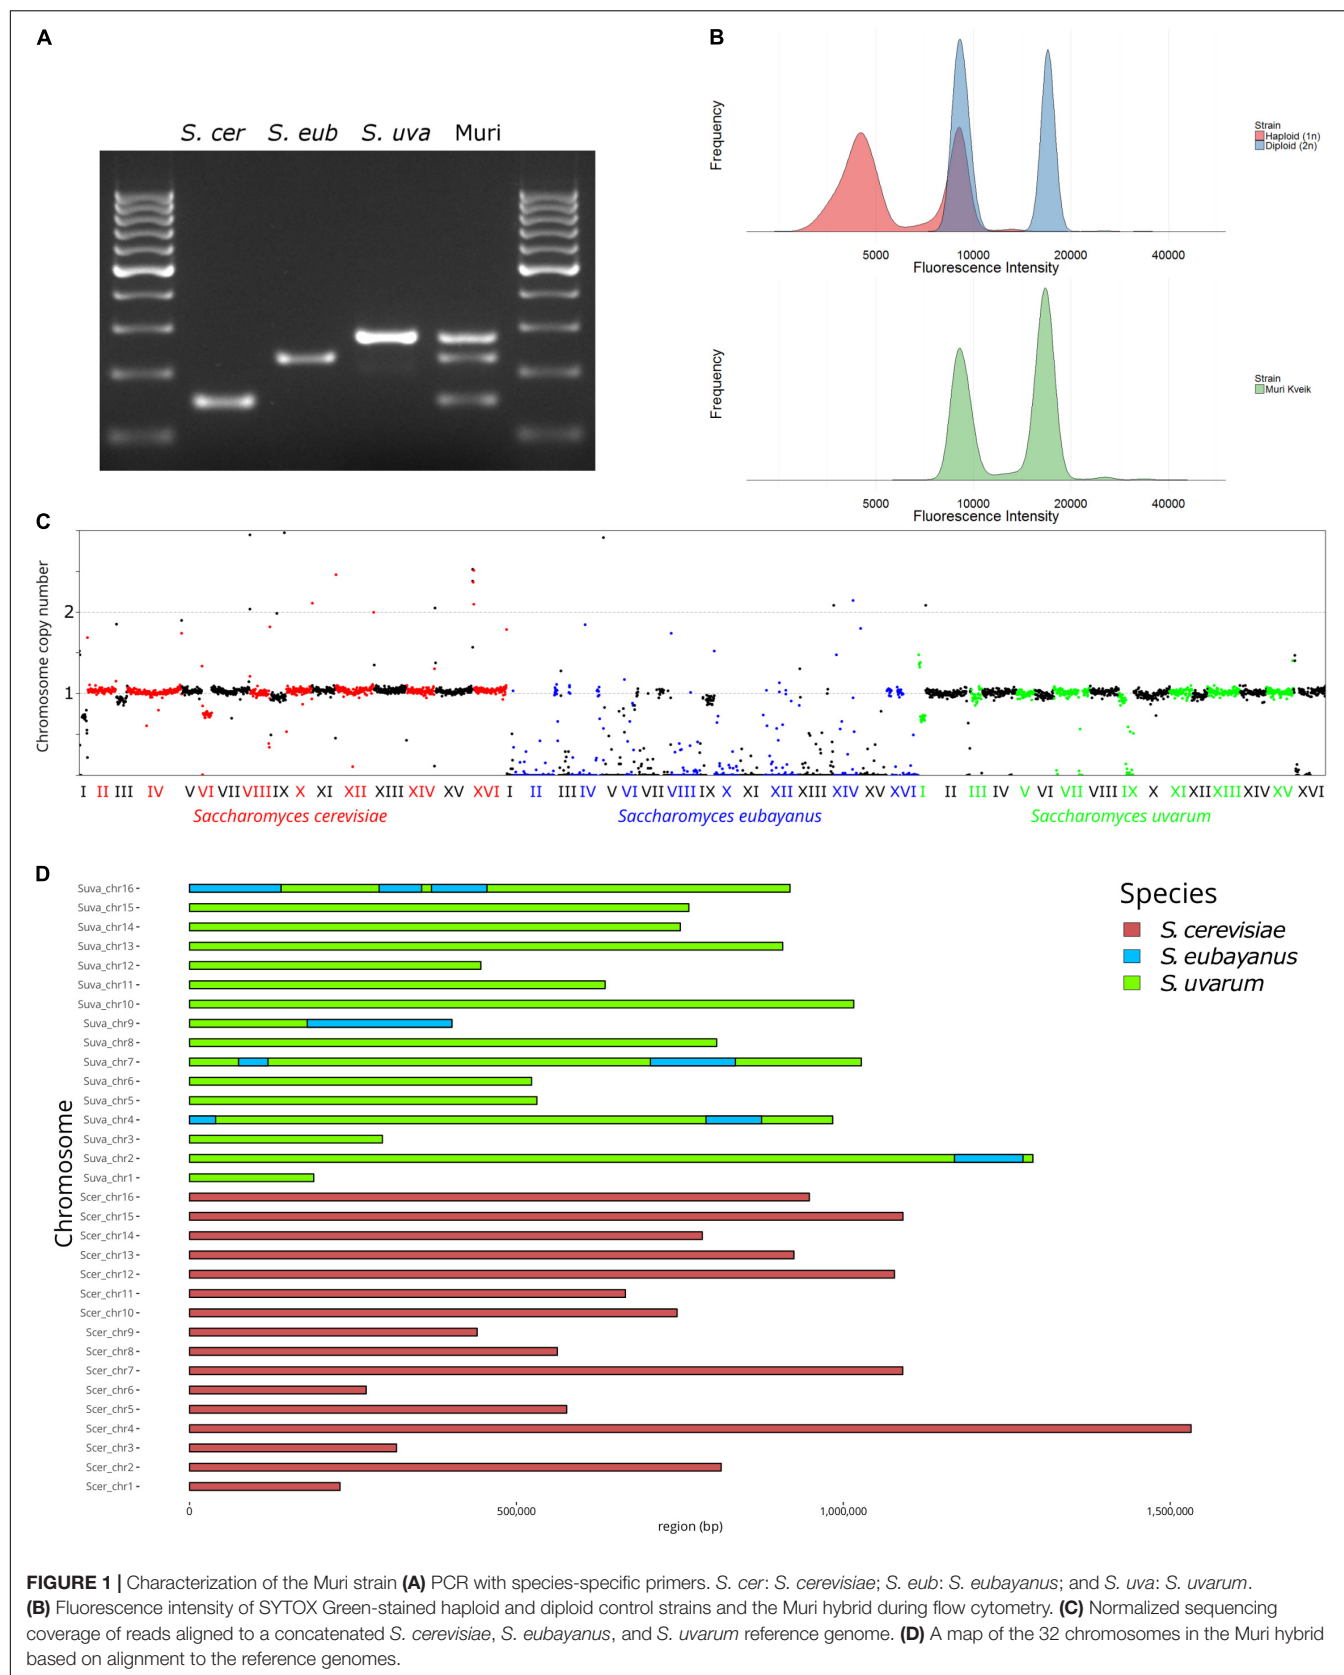 A
S. cer S. eub S. uva Muri
B
Frequency
Strain
Haploid (1n)
Diploid (2n)
5000 10000 20000 40000
Fluorescence Intensity
Frequency
Strain
Muri Kveik
5000 10000 20000 40000
Fluorescence Intensity
C
Chromosome copy number
2
1
I II III IV V VI VII VIII IX X XI XII XIII XIV XV XVI I II III IV V VI VII VIII IX X XI XII XIII XIV XV XVI I II III IV V VI VII VIII IX X XI XII XIII XIV XV XVI
Saccharomyces cerevisiae Saccharomyces eubayanus Saccharomyces uvarum
D
Chromosome
Suva_chr16
Suva_chr15
Suva_chr14
Suva_chr13
Suva_chr12
Suva_chr11
Suva_chr10
Suva_chr9
Suva_chr8
Suva_chr7
Suva_chr6
Suva_chr5
Suva_chr4
Suva_chr3
Suva_chr2
Suva_chr1
Scer_chr16
Scer_chr15
Scer_chr14
Scer_chr13
Scer_chr12
Scer_chr11
Scer_chr10
Scer_chr9
Scer_chr8
Scer_chr7
Scer_chr6
Scer_chr5
Scer_chr4
Scer_chr3
Scer_chr2
Scer_chr1
Species
S. cerevisiae
S. eubayanus
S. uvarum
0 500,000 1,000,000 1,500,000
region (bp)
FIGURE 1 | Characterization of the Muri strain (A) PCR with species-specific primers. S. cer: S. cerevisiae; S. eub: S. eubayanus; and S. uva: S. uvarum.
(B) Fluorescence intensity of SYTOX Green-stained haploid and diploid control strains and the Muri hybrid during flow cytometry. (C) Normalized sequencing
coverage of reads aligned to a concatenated S. cerevisiae, S. eubayanus, and S. uvarum reference genome. (D) A map of the 32 chromosomes in the Muri hybrid
based on alignment to the reference genomes.